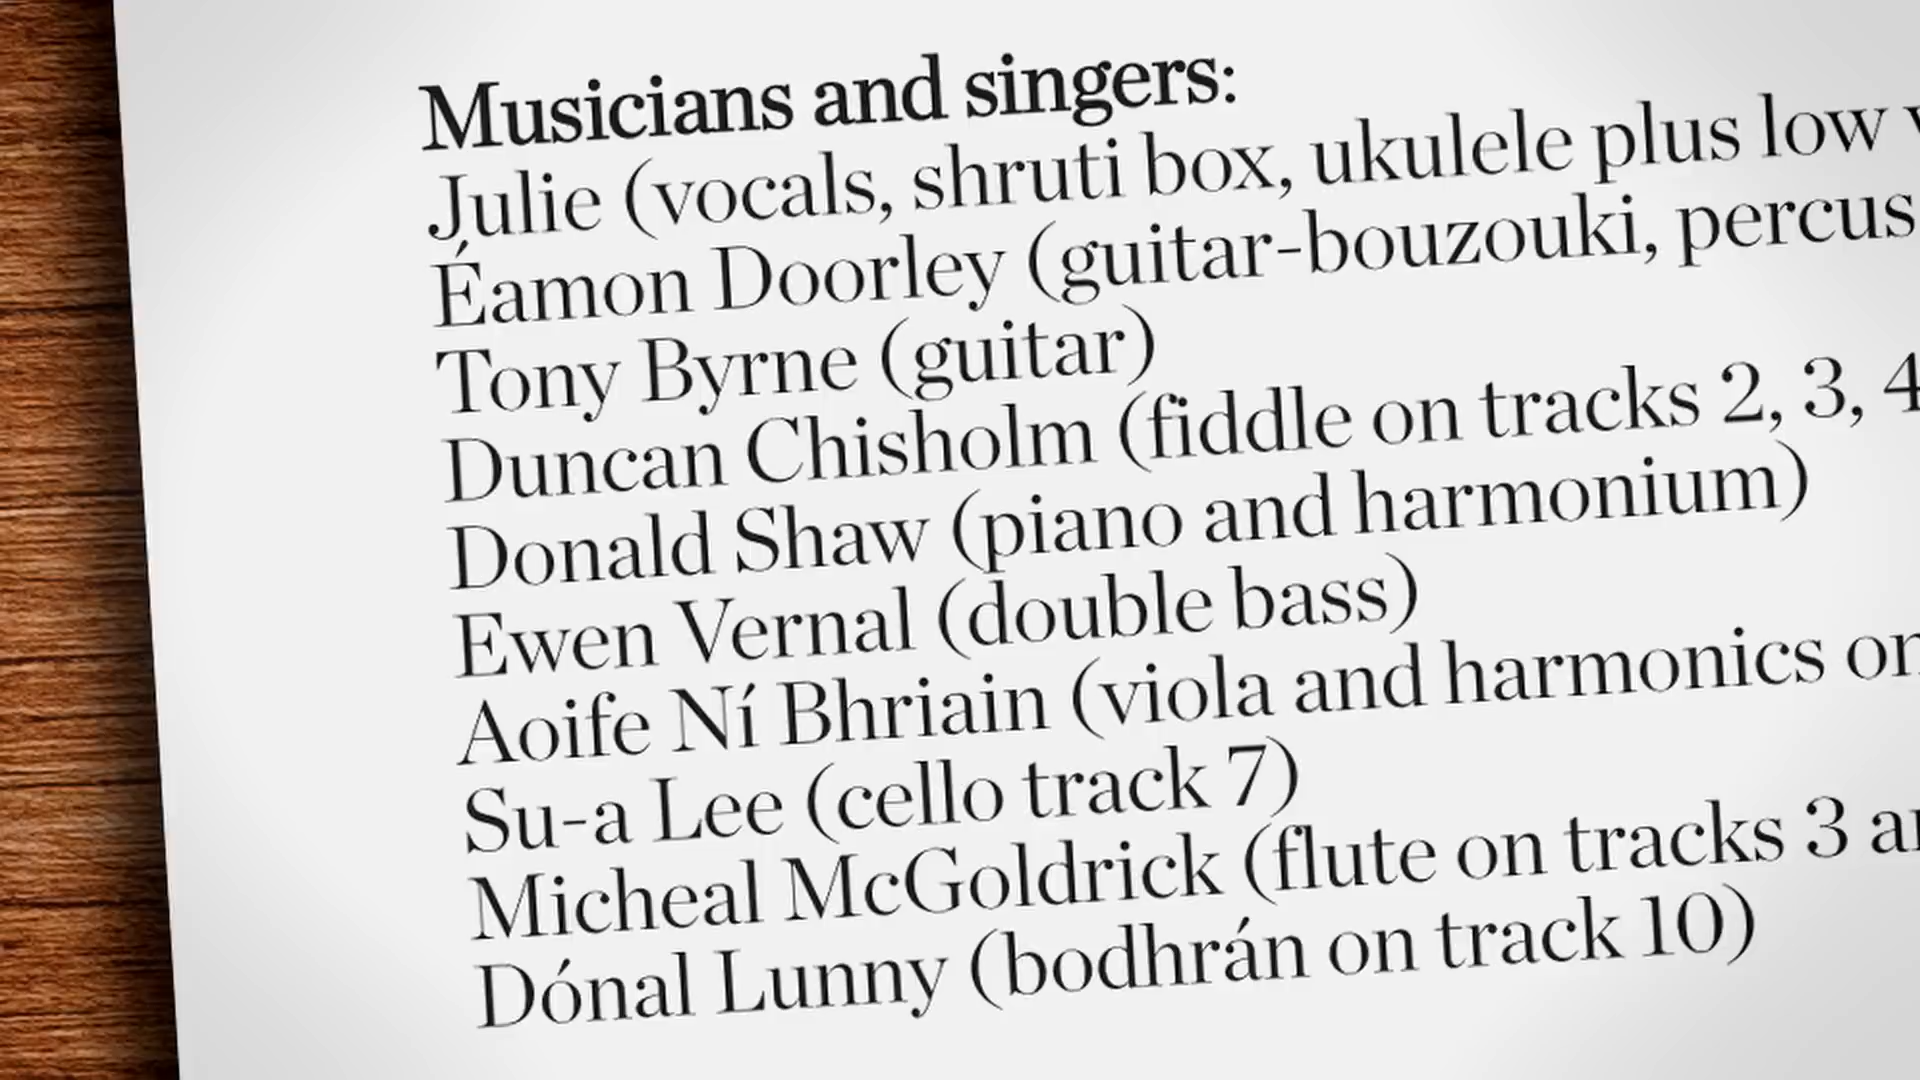 Musicians and singers:
Julie (vocals, shruti box, ukulele plus low
Éamon Doorley (guitar-bouzouki, percus
Tony Byrne (guitar)
Duncan Chisholm (fiddle on tracks 2, 3, 4
Donald Shaw (piano and harmonium)
Ewen Vernal (double bass)
Aoife Ní Bhriain (viola and harmonics on
Su-a Lee (cello track 7)
Micheal McGoldrick (flute on tracks 3
Dónal Lunny (bodhrán on track 10)